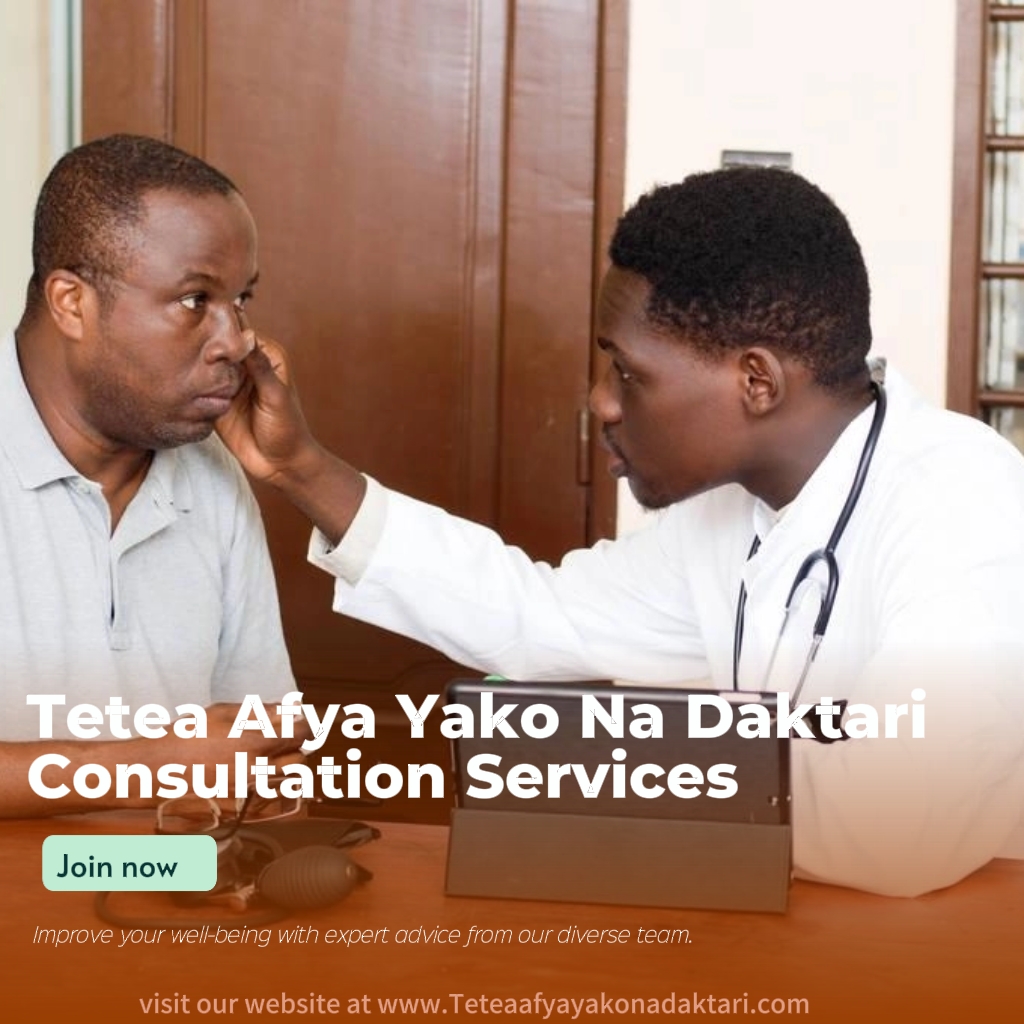 Tetea Afya Yako Na Daktari
Consultation Services
Join now
Improve your well-being with expert advice from our diverse team.
visit our website at www.Teteaafyayakonadaktari.com